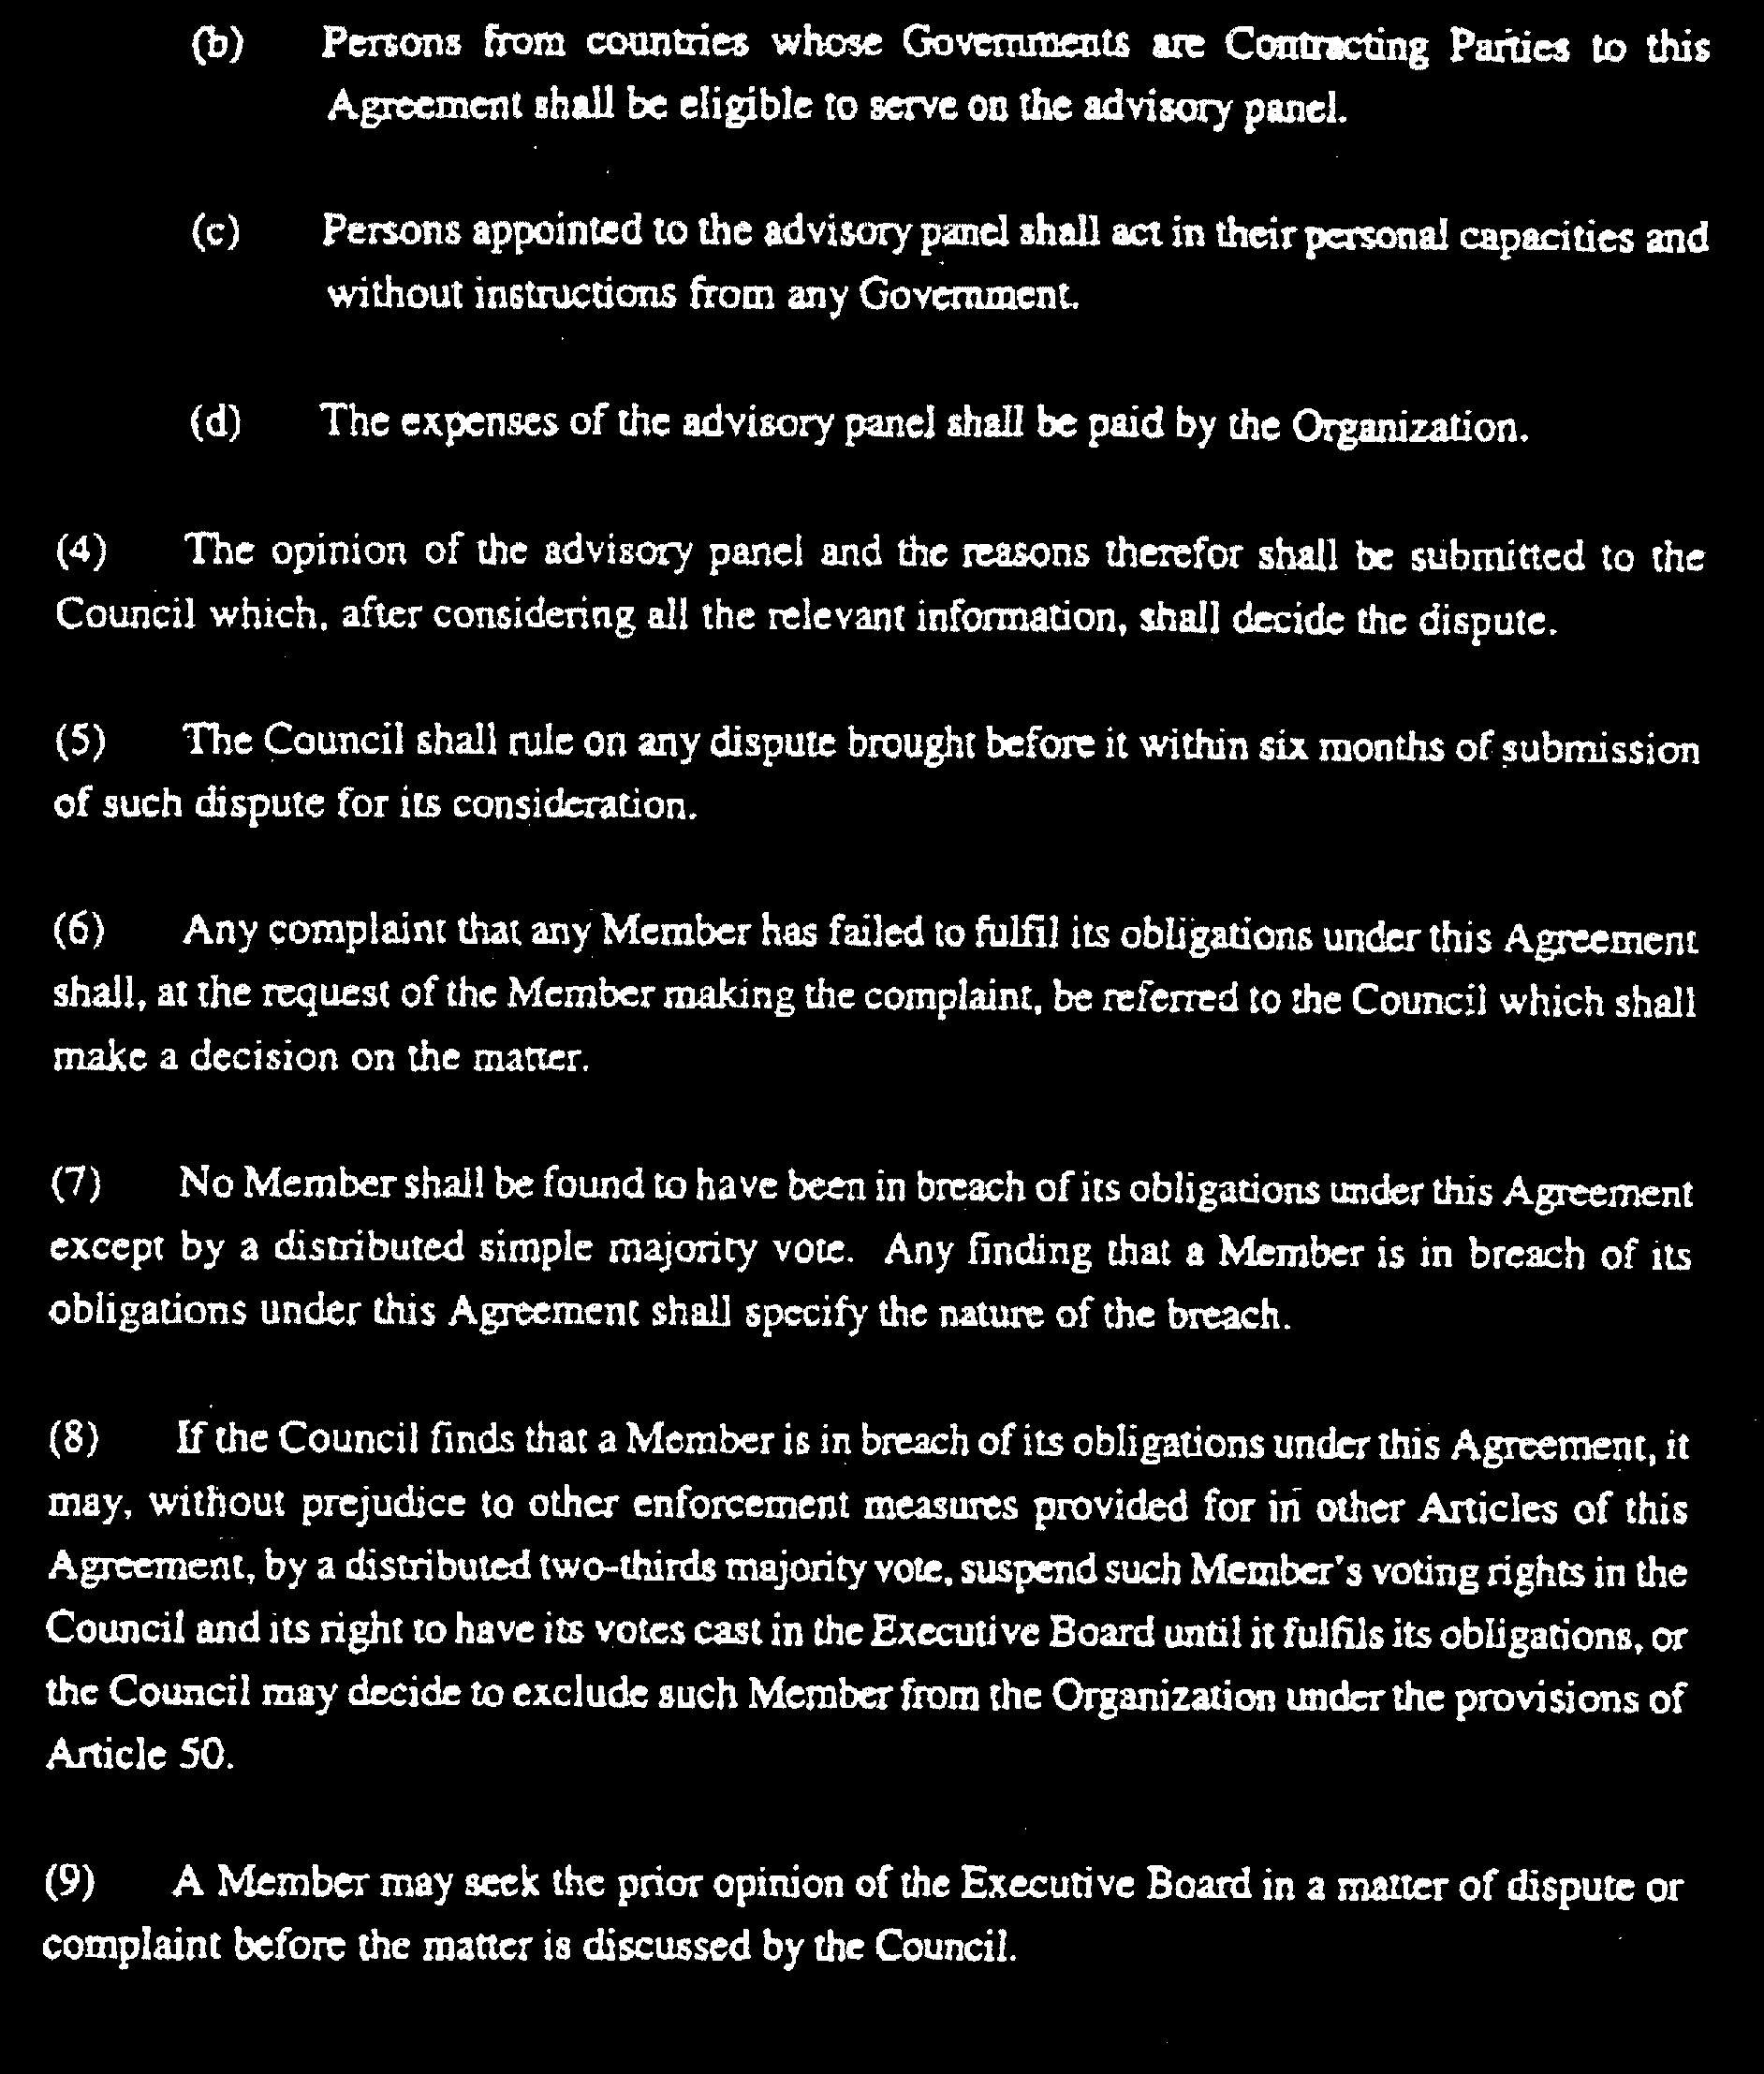 (b) Persons from countries whose Governments are Contracting Parties to this
Agreement shall be eligible to serve on the advisory panel.
(c) Persons appointed to the advisory panel shall act in their personal capacities and
without instructions from any Government.
(d) The expenses of the advisory panel shall be paid by the Organization.
(4) The opinion of the advisory panel and the reasons therefor shall be submitted to the
Council which, after considering all the relevant information, shall decide the dispute.
(5) The Council shall rule on any dispute brought before it within six months of submission
of such dispute for its consideration.
(6) Any complaint that any Member has failed to fulfil its obligations under this Agreement
shall, at the request of the Member making the complaint, be referred to the Council which shall
make a decision on the matter.
(7) No Member shall be found to have been in breach of its obligations under this Agreement
except by a distributed simple majority vote. Any finding that a Member is in breach of its
obligations under this Agreement shall specify the nature of the breach.
(8) If the Council finds that a Member is in breach of its obligations under this Agreement, it
may, without prejudice to other enforcement measures provided for in other Articles of this
Agreement, by a distributed two-thirds majority vote, suspend such Member's voting rights in the
Council and its right to have its votes cast in the Executive Board until it fulfils its obligations, or
the Council may decide to exclude such Member from the Organization under the provisions of
Article 50.
(9) A Member may seek the prior opinion of the Executive Board in a matter of dispute or
complaint before the matter is discussed by the Council.